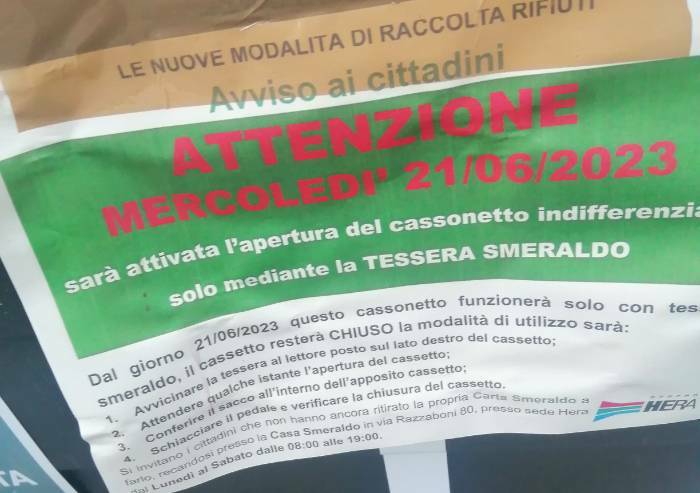 LE NUOVE MODALITA DI RACCOLTA RIFIUTI
Avviso ai cittadini
ATTENZIONE
MERCOLEDI' 21/06/2023
sarà attivata l'apertura del cassonetto indifferenzia
solo mediante la TESSERA SMERALDO
Dal giorno 21/06/2023 questo cassonetto funzionerà solo con tes
smeraldo, il cassetto resterà CHIUSO la modalità di utilizzo sarà:
1. Avvicinare la tessera al lettore posto sul lato destro del cassetto;
2. Attendere qualche istante l'apertura del cassetto;
3. Conferire il sacco all'interno dell'apposito cassetto;
4. Schiacciare il pedale e verificare la chiusura del cassetto.
Si invitano i cittadini che non hanno ancora ritirato la propria Carta Smeraldo a
farlo, recandosi presso la Casa Smeraldo in via Razzaboni 80, presso sede Hera
dal Lunedì al Sabato dalle 08:00 alle 19:00.
HERA
TA